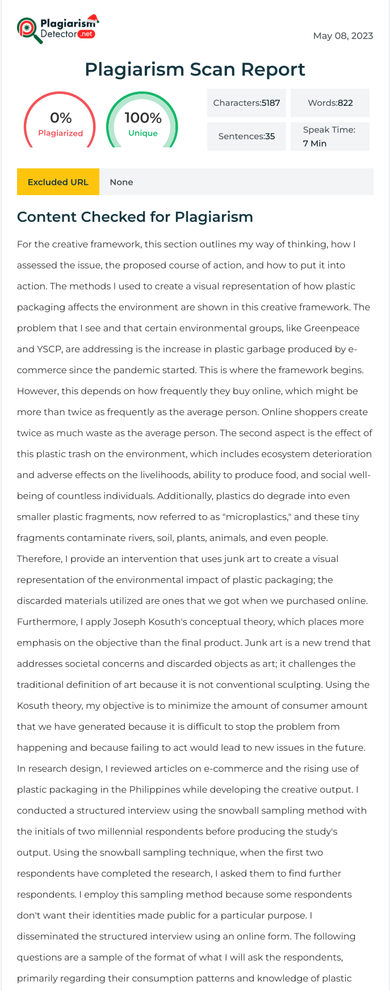 Plagiarism
Detector .net
May 08, 2023
Plagiarism Scan Report
0%
Plagiarized
100%
Unique
Characters:5187
Words:822
Sentences:35
Speak Time:
7 Min
Excluded URL
None
Content Checked for Plagiarism
For the creative framework, this section outlines my way of thinking, how I
assessed the issue, the proposed course of action, and how to put it into
action. The methods I used to create a visual representation of how plastic
packaging affects the environment are shown in this creative framework. The
problem that I see and that certain environmental groups, like Greenpeace
and YSCP, are addressing is the increase in plastic garbage produced by e-
commerce since the pandemic started. This is where the framework begins.
However, this depends on how frequently they buy online, which might be
more than twice as frequently as the average person. Online shoppers create
twice as much waste as the average person. The second aspect is the effect of
this plastic trash on the environment, which includes ecosystem deterioration
and adverse effects on the livelihoods, ability to produce food, and social well-
being of countless individuals. Additionally, plastics do degrade into even
smaller plastic fragments, now referred to as "microplastics," and these tiny
fragments contaminate rivers, soil, plants, animals, and even people.
Therefore, I provide an intervention that uses junk art to create a visual
representation of the environmental impact of plastic packaging; the
discarded materials utilized are ones that we got when we purchased online.
Furthermore, I apply Joseph Kosuth's conceptual theory, which places more
emphasis on the objective than the final product. Junk art is a new trend that
addresses societal concerns and discarded objects as art; it challenges the
traditional definition of art because it is not conventional sculpting. Using the
Kosuth theory, my objective is to minimize the amount of consumer amount
that we have generated because it is difficult to stop the problem from
happening and because failing to act would lead to new issues in the future.
In research design, I reviewed articles on e-commerce and the rising use of
plastic packaging in the Philippines while developing the creative output. I
conducted a structured interview using the snowball sampling method with
the initials of two millennial respondents before producing the study's
output. Using the snowball sampling technique, when the first two
respondents have completed the research, I asked them to find further
respondents. I employ this sampling method because some respondents
don't want their identities made public for a particular purpose. I
disseminated the structured interview using an online form. The following
questions are a sample of the format of what I will ask the respondents,
primarily regarding their consumption patterns and knowledge of plastic